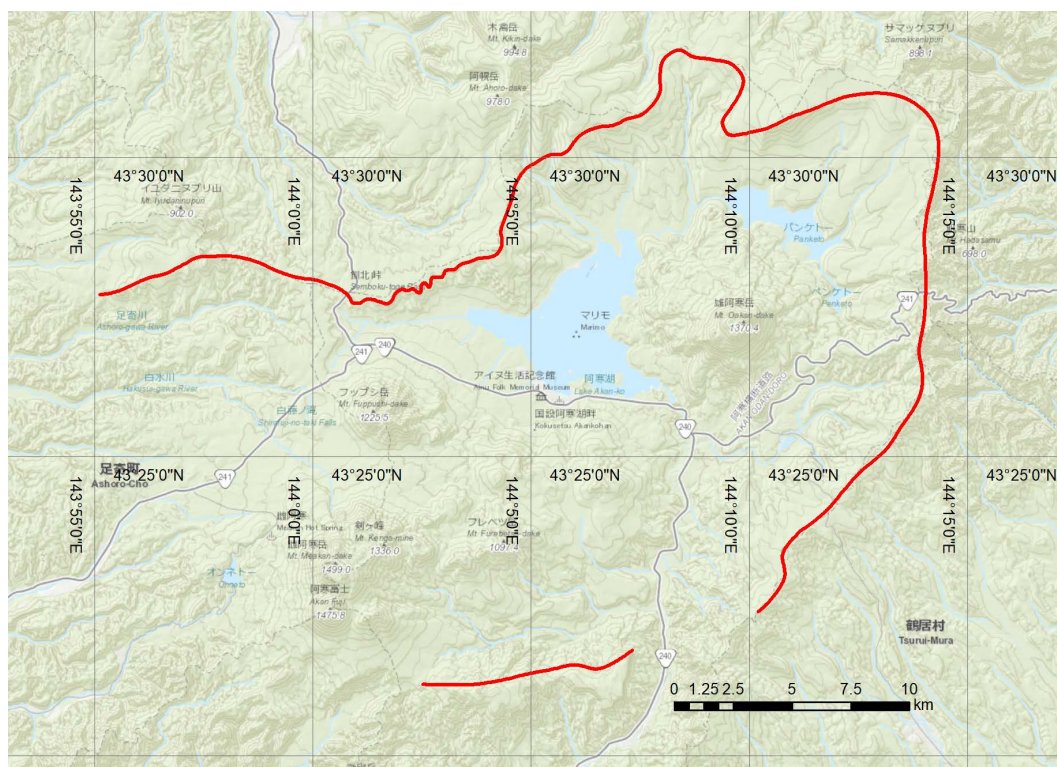 木禽岳
Mt. Kikin-dake
994.8
サマッケヌプリ
Samakkenupuri
898.1
阿幌岳
Mt. Ahoro-dake
978.0
43°30'0"N
43°30'0"N
43°30'0"N
43°30'0"N
43°30'0"N
143°55'0"E
144°0'0"E
144°5'0"E
144°10'0"E
144°15'0"E
イユダニヌプリ山
Mt. Iyudaninupuri
902.0
パンケトー
Panketo
寒山
698.0
釧北峠
ペンケトー
Penketo
241
雄阿寒岳
Mt. Oakan-dake
1370.4
マリモ
Marimo
足寄川
Ashoro-gawa River
240
241
白水川
Hakusui-gawa River
アイヌ生活記念館
Ainu Folk Memorial Museum
阿寒湖
Lake Akan-ko
フップシ岳
Mt. Fuppushi-dake
1225.5
阿寒横断道路
AKANODANDORO
白藤ノ滝
Shirafuji-no-taki Falls
国設阿寒湖畔
Kokusetsu Akankohan
240
足寄町
Ashoro-Cho
43°25'0"N
43°25'0"N
43°25'0"N
43°25'0"N
43°25'0"N
241
143°55'0"E
144°0'0"E
144°5'0"E
144°10'0"E
144°15'0"E
剣ヶ峰
Mt. Kenga-mine
1336.0
フレベツ
1097.4
Mt. Meakan-dake
1499.0
オンネトー
Onneto
阿寒富士
Akan Fuji
1475.8
鶴居村
Tsurui-Mura
240
0 1.25 2.5 5 7.5 10
km